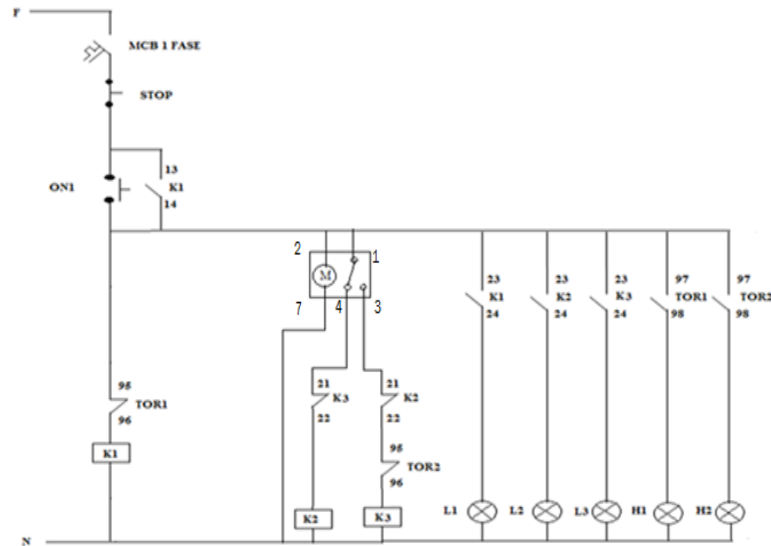 F
MCB 1 FASE
STOP
ON1
13
K1
14
2
1
M
7
4
3
23
K1
24
23
K2
24
23
K3
24
97
TOR1
98
97
TOR2
98
21
K3
22
21
K2
22
95
TOR1
96
95
TOR2
96
K1
K2
K3
L1
L2
L3
H1
H2
N